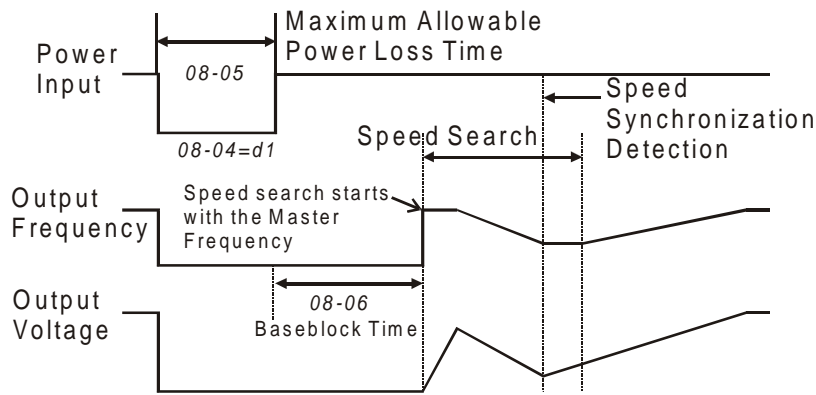 Maximum Allowable
Power Loss Time
Power
Input
08-05
08-04=d1
Speed
Synchronization
Detection
Speed Search
Output
Frequency
Speed search starts
with the Master
Frequency
08-06
Baseblock Time
Output
Voltage